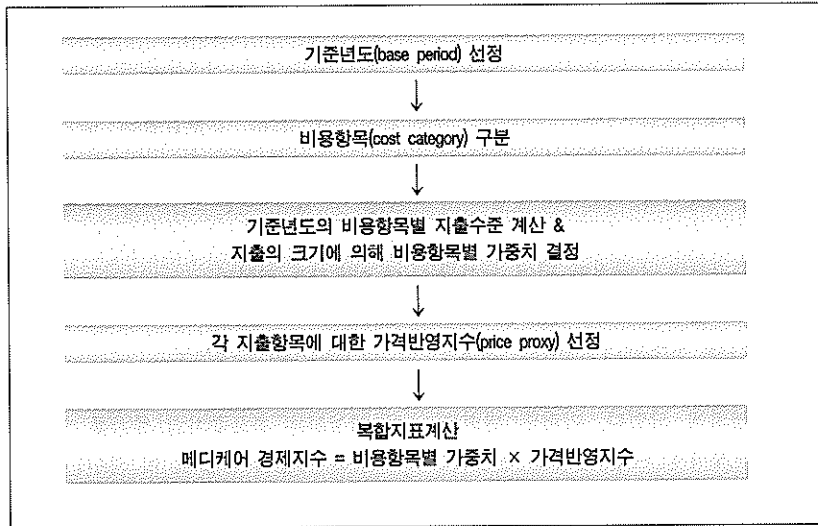 기준년도(base period) 선정
↓
비용항목(cost category) 구분
↓
기준년도의 비용항목별 지출수준 계산 &
지출의 크기에 의해 비용항목별 가중치 결정
↓
각 지출항목에 대한 가격반영지수(price proxy) 선정
↓
복합지표계산
메디케어 경제지수 = 비용항목별 가중치 × 가격반영지수